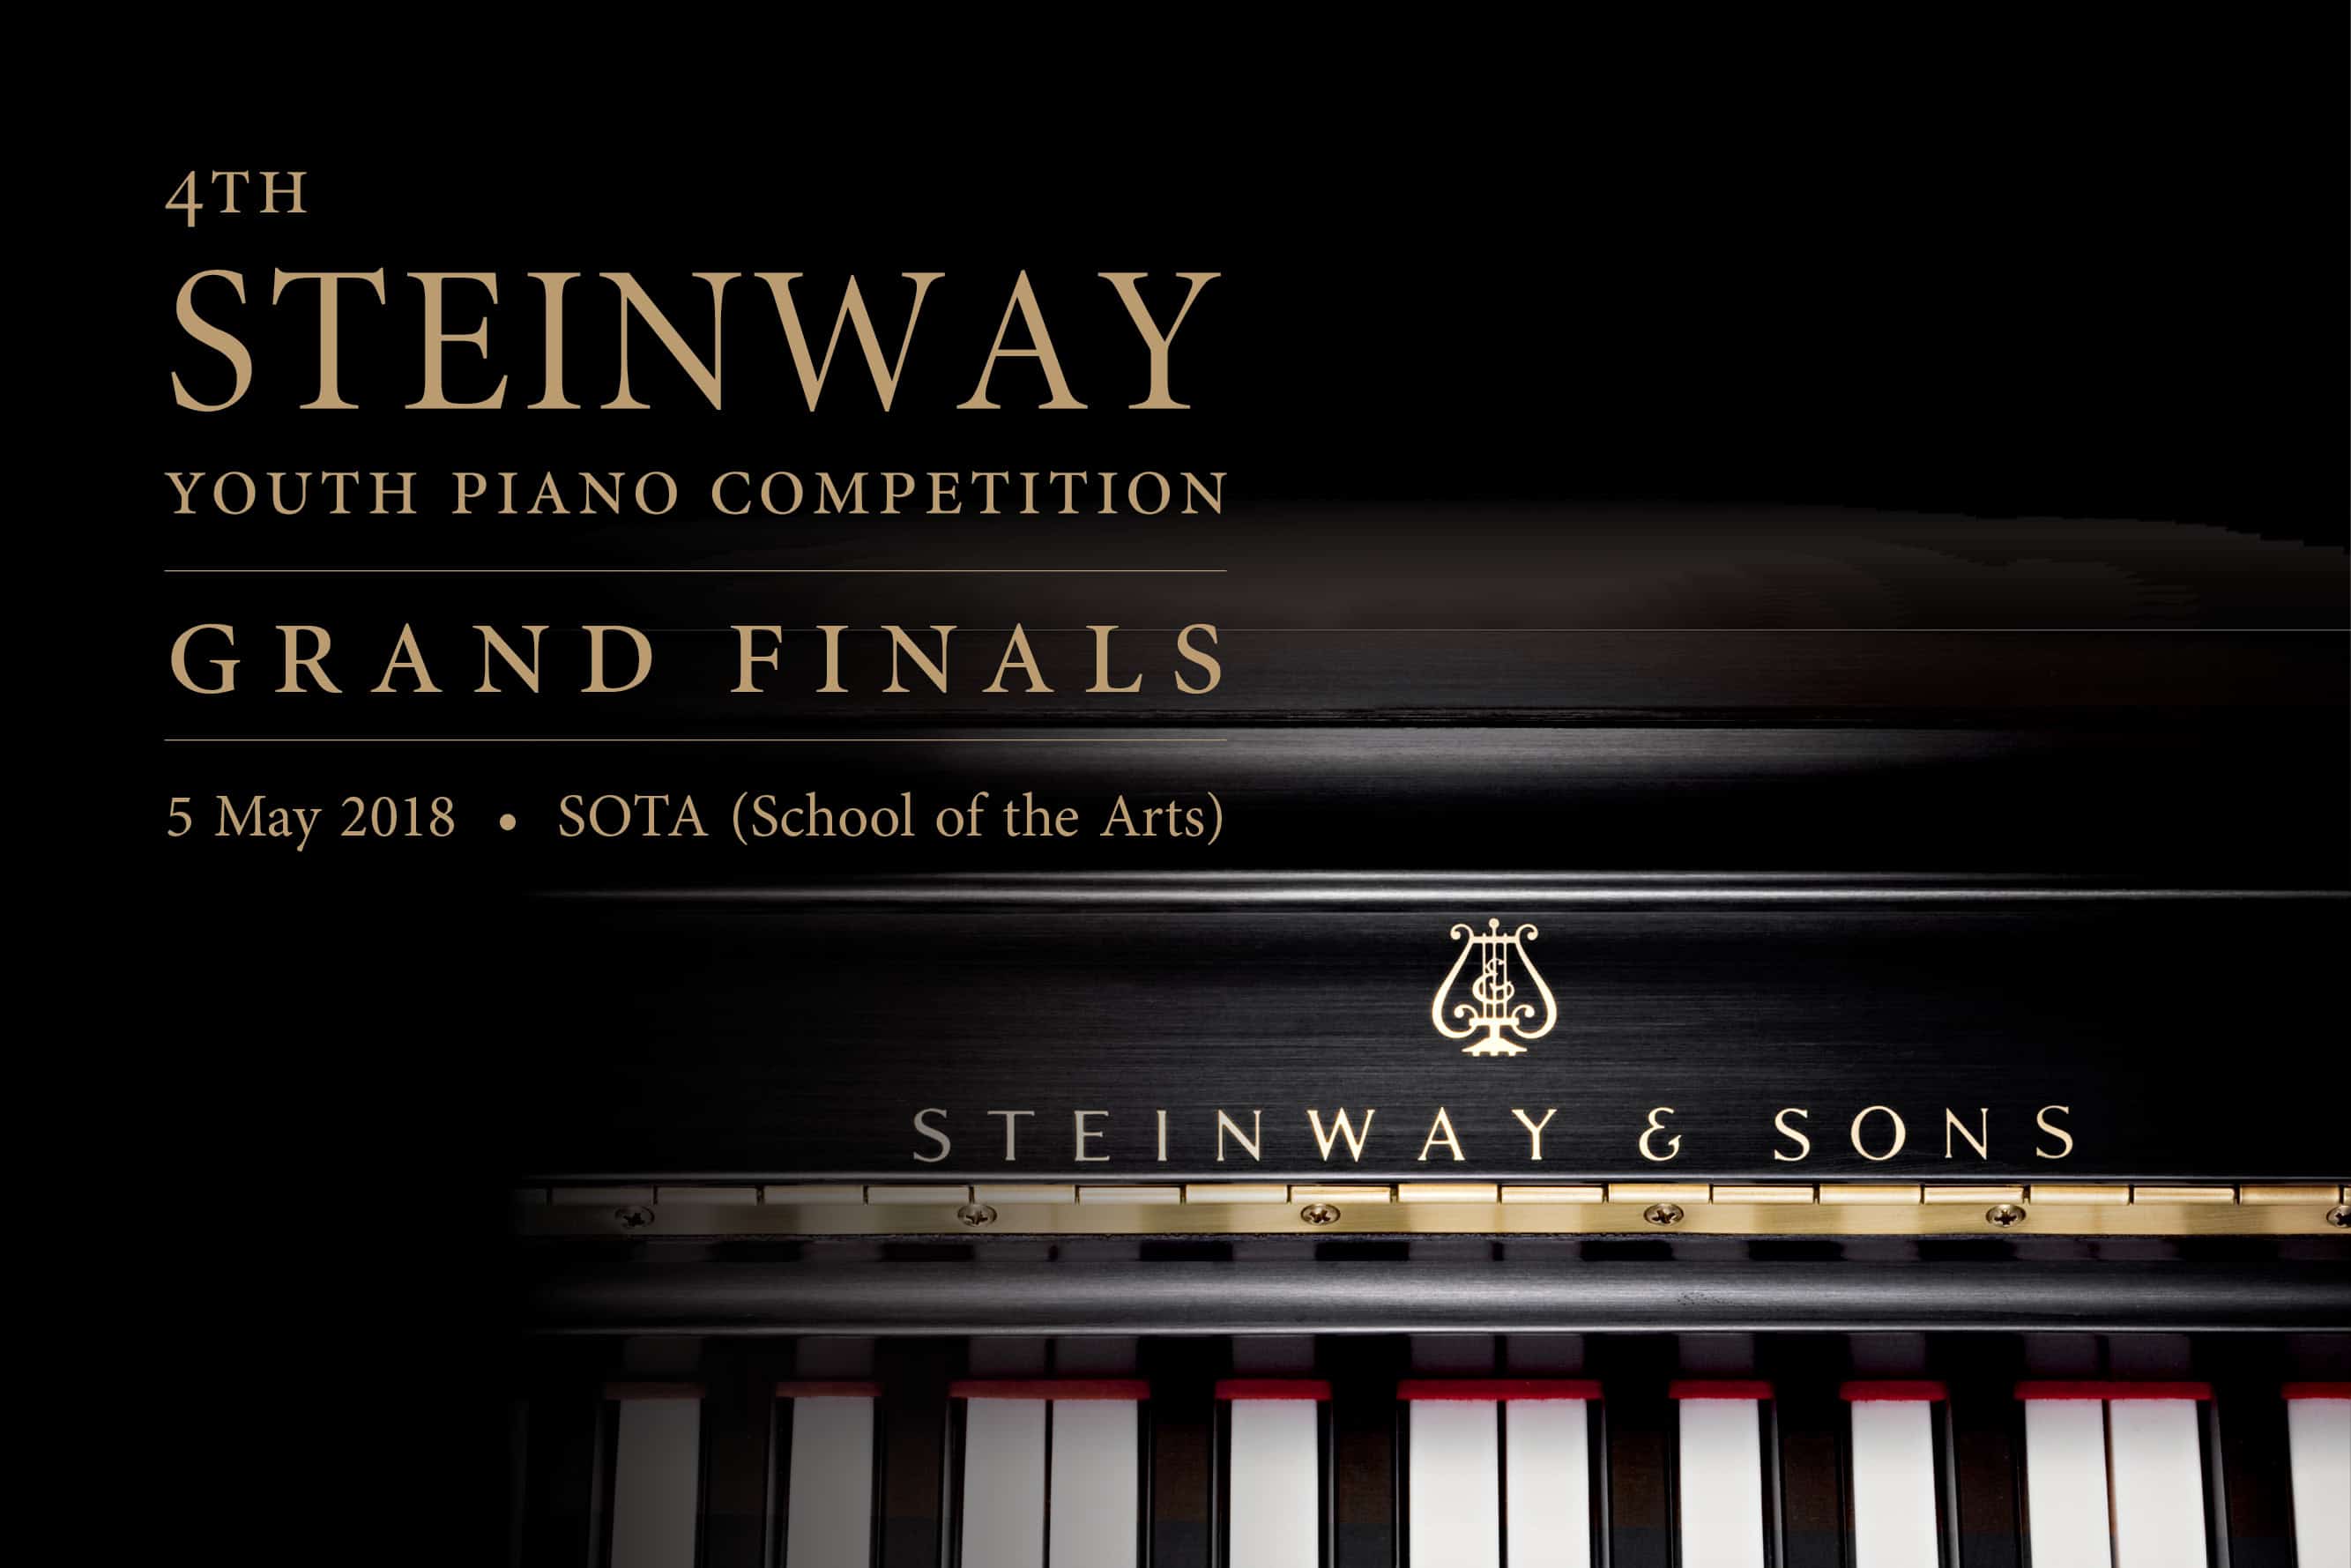 4TH
STEINWAY
YOUTH PIANO COMPETITION
GRAND FINALS
5 May 2018 • SOTA (School of the Arts)
STEINWAY & SONS